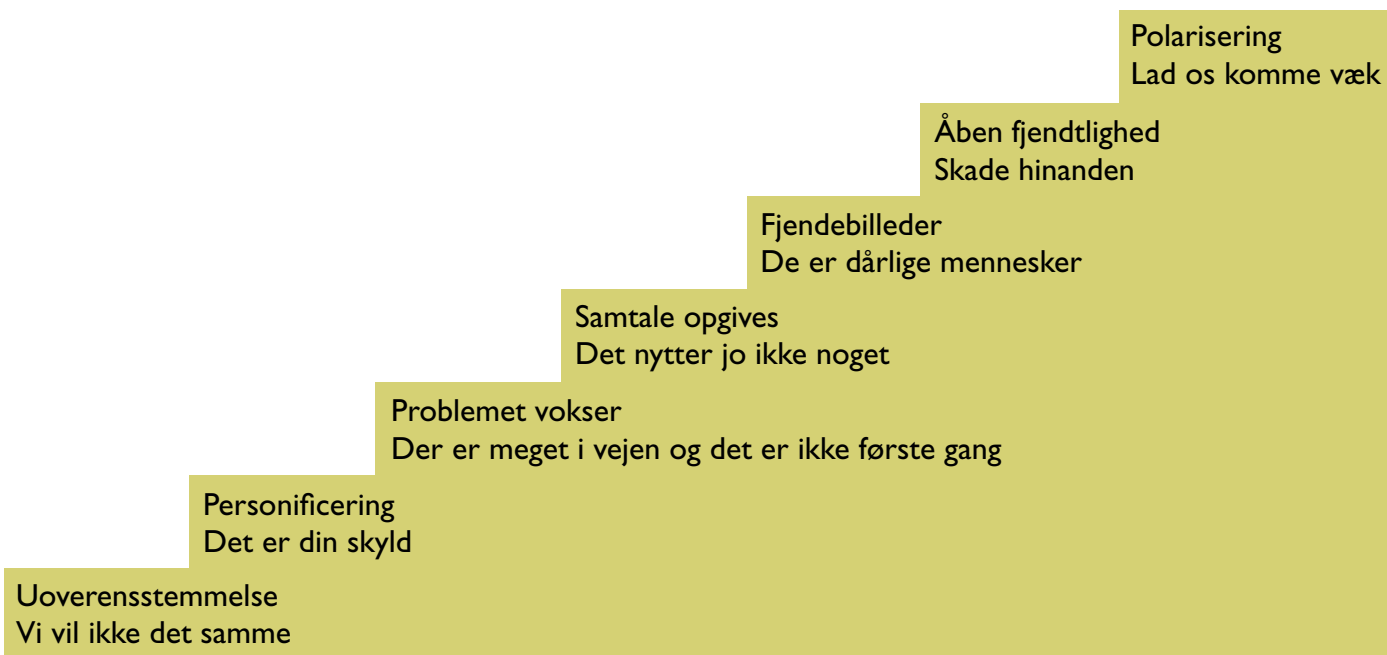 Polarisering
Lad os komme væk
Åben fjendtlighed
Skade hinanden
Fjendebilleder
De er dårlige mennesker
Samtale opgives
Det nytter jo ikke noget
Problemet vokser
Der er meget i vejen og det er ikke første gang
Personificering
Det er din skyld
Uoverensstemmelse
Vi vil ikke det samme